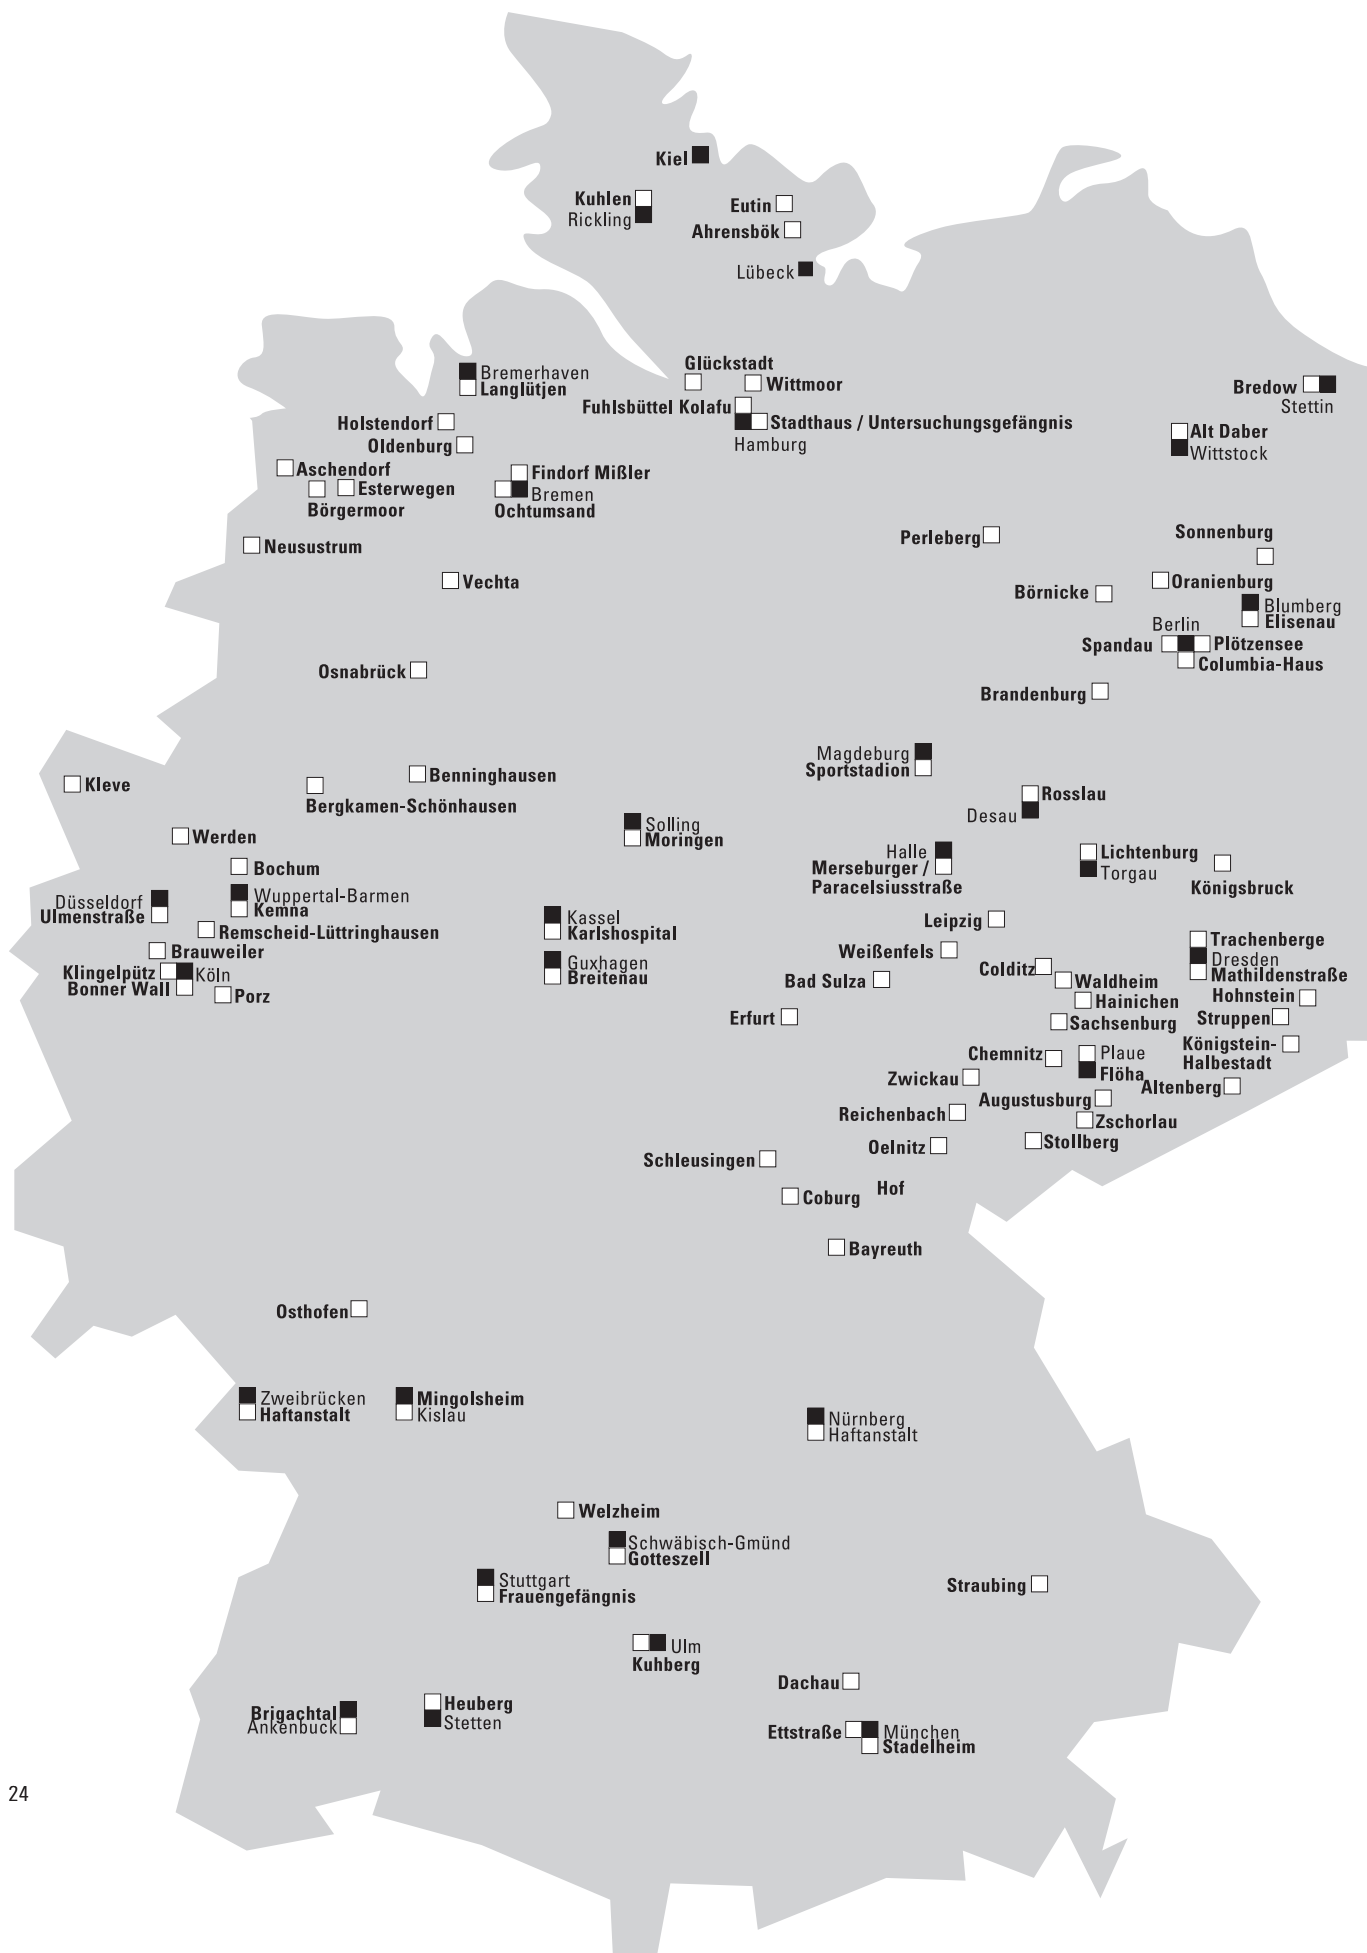 Kiel
Kuhlen
Rickling
Eutin
Ahrensbök
Lübeck
Bremerhaven
Langlütjen
Glückstadt
Wittmoor
Fuhlsbüttel Kolafu
Stadthaus / Untersuchungsgefängnis
Hamburg
Bredow
Stettin
Alt Daber
Wittstock
Holstendorf
Oldenburg
Aschendorf
Esterwegen
Börgermoor
Findorf Mißler
Bremen
Ochtumsand
Neusustrum
Vechta
Perleberg
Sonnenburg
Börnicke
Oranienburg
Blumberg
Elisenau
Berlin
Spandau
Plötzensee
Columbia-Haus
Osnabrück
Brandenburg
Magdeburg
Sportstadion
Kleve
Benninghausen
Bergkamen-Schönhausen
Rosslau
Desau
Solling
Moringen
Werden
Bochum
Halle
Merseburger /
Paracelsiusstraße
Lichtenburg
Torgau
Königsbruck
Düsseldorf
Ulmenstraße
Wuppertal-Barmen
Kemna
Remscheid-Lüttringhausen
Kassel
Karlshospital
Leipzig
Brauweiler
Klingelpütz
Köln
Bonner Wall
Porz
Guxhagen
Breitenau
Weißenfels
Bad Sulza
Colditz
Waldheim
Hainichen
Sachsenburg
Trachenberge
Dresden
Mathildenstraße
Hohnstein
Struppen
Königstein-
Halbestadt
Erfurt
Chemnitz
Plaue
Flöha
Altenberg
Zwickau
Augustusburg
Reichenbach
Zschorlau
Oelnitz
Stollberg
Schleusingen
Hof
Coburg
Bayreuth
Osthofen
Zweibrücken
Haftanstalt
Mingolsheim
Kislau
Nürnberg
Haftanstalt
Welzheim
Schwäbisch-Gmünd
Gotteszell
Stuttgart
Frauengefängnis
Straubing
Ulm
Kuhberg
Dachau
Brigachtal
Ankenbuck
Heuberg
Stetten
Ettstraße
München
Stadelheim
24